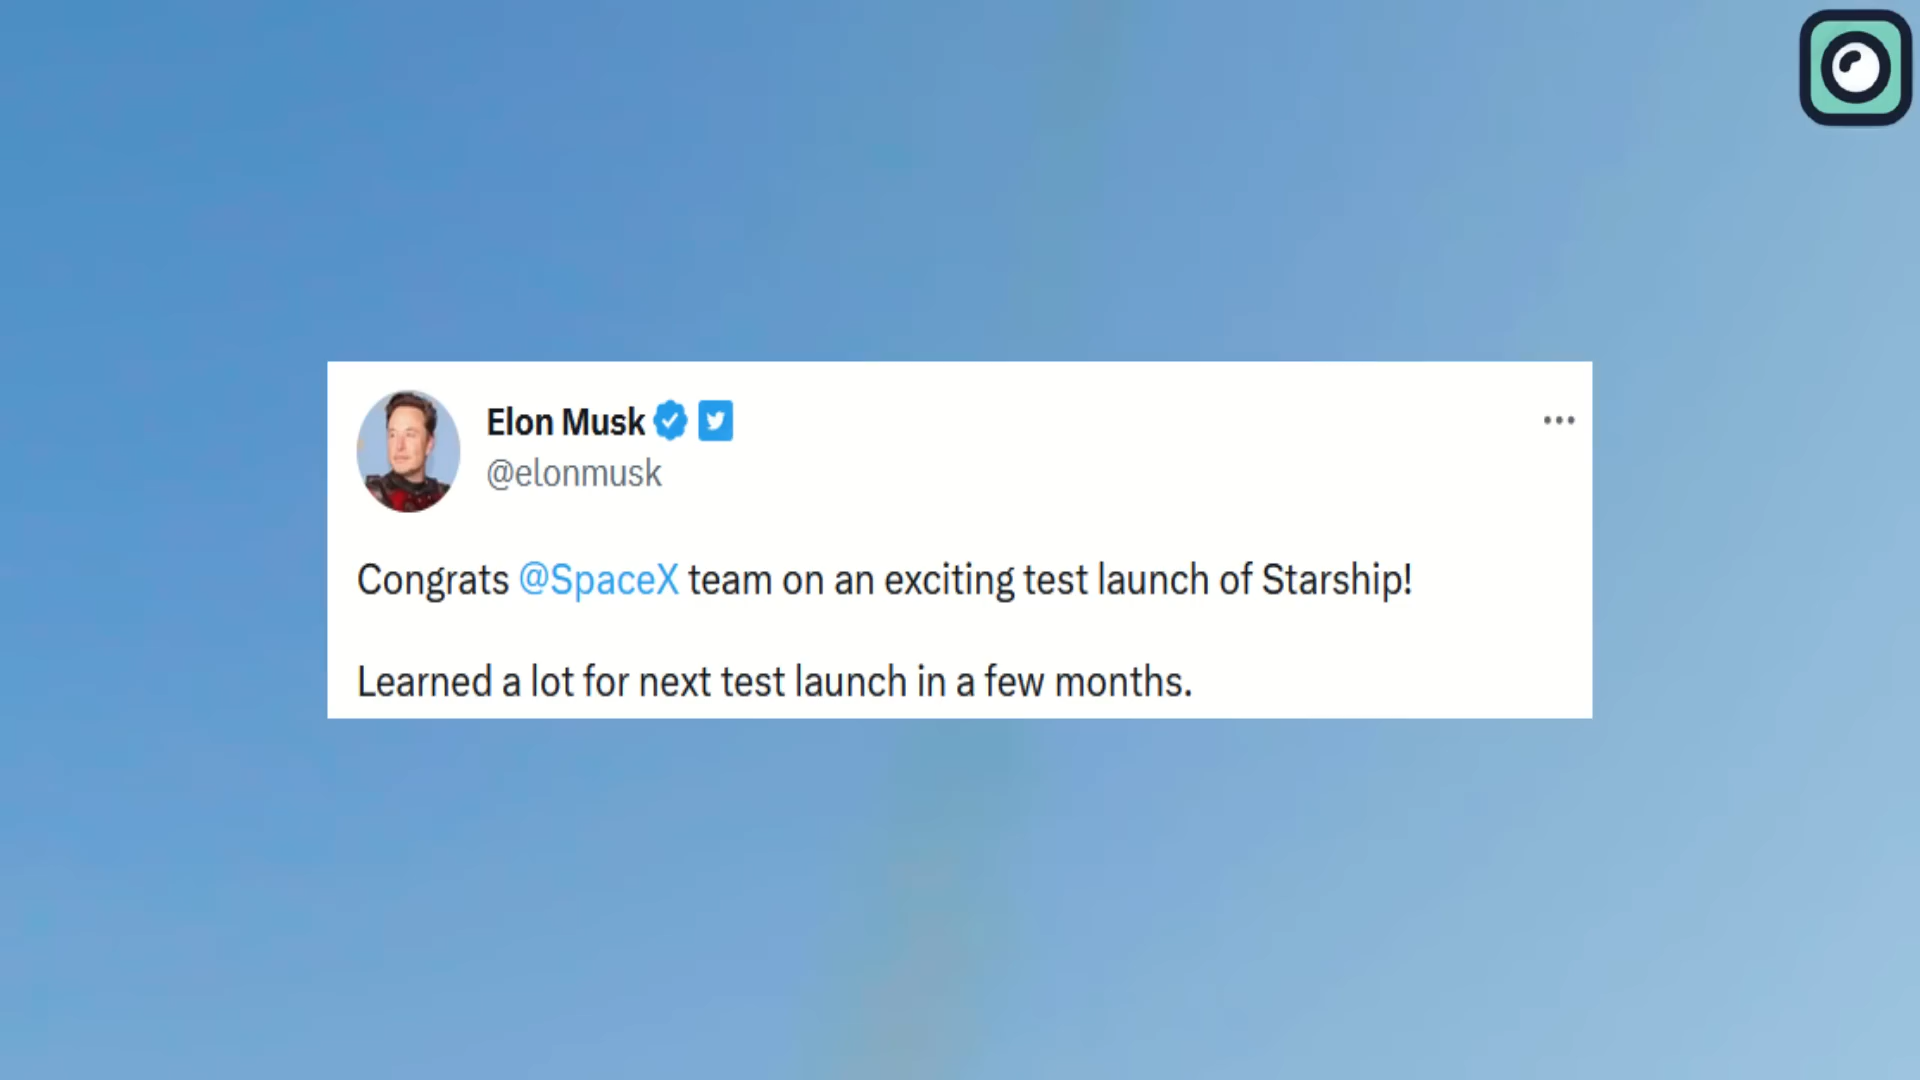 Elon Musk
@elonmusk
Congrats @SpaceX team on an exciting test launch of Starship!
Learned a lot for next test launch in a few months.